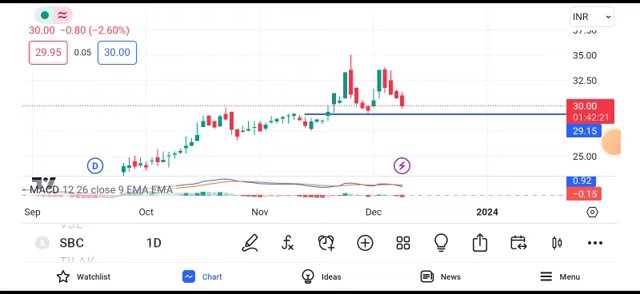 INR
37.50
30.00 −0.80 (−2.60%)
29.95 0.05 30.00
35.00
32.50
30.00
01:42:21
29.15
D
25.00
MACD 12 26 close 9 EMA EMA
0.92
−0.15
Sep Oct Nov Dec 2024
SBC 1D
Watchlist Chart Ideas News Menu